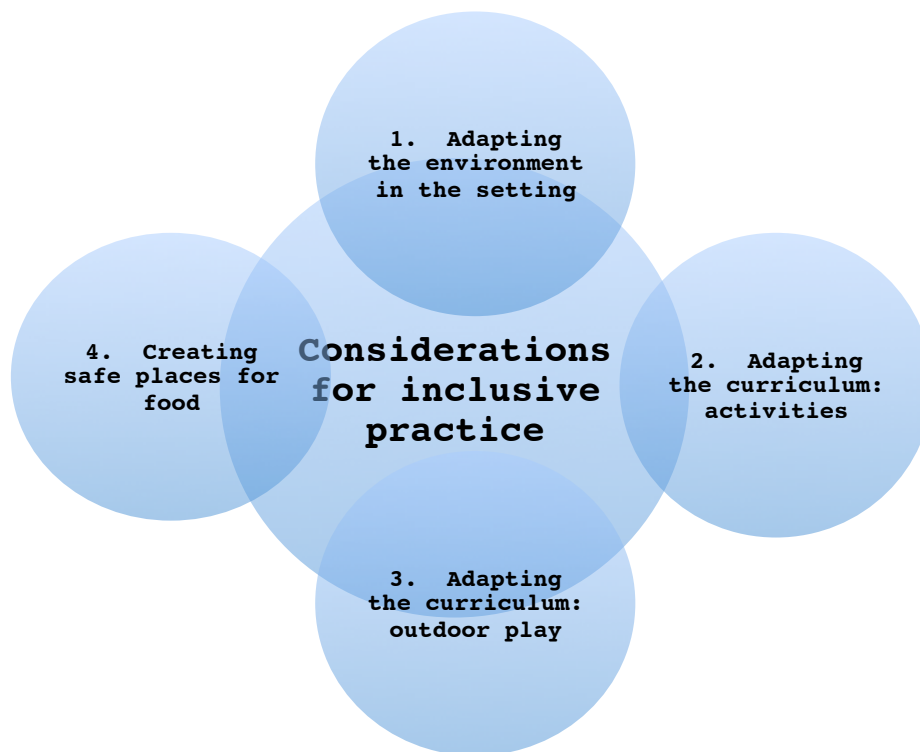 1. Adapting
the environment
in the setting
Considerations
for inclusive
practice
2. Adapting
the curriculum:
activities
3. Adapting
the curriculum:
outdoor play
4. Creating
safe places for
food